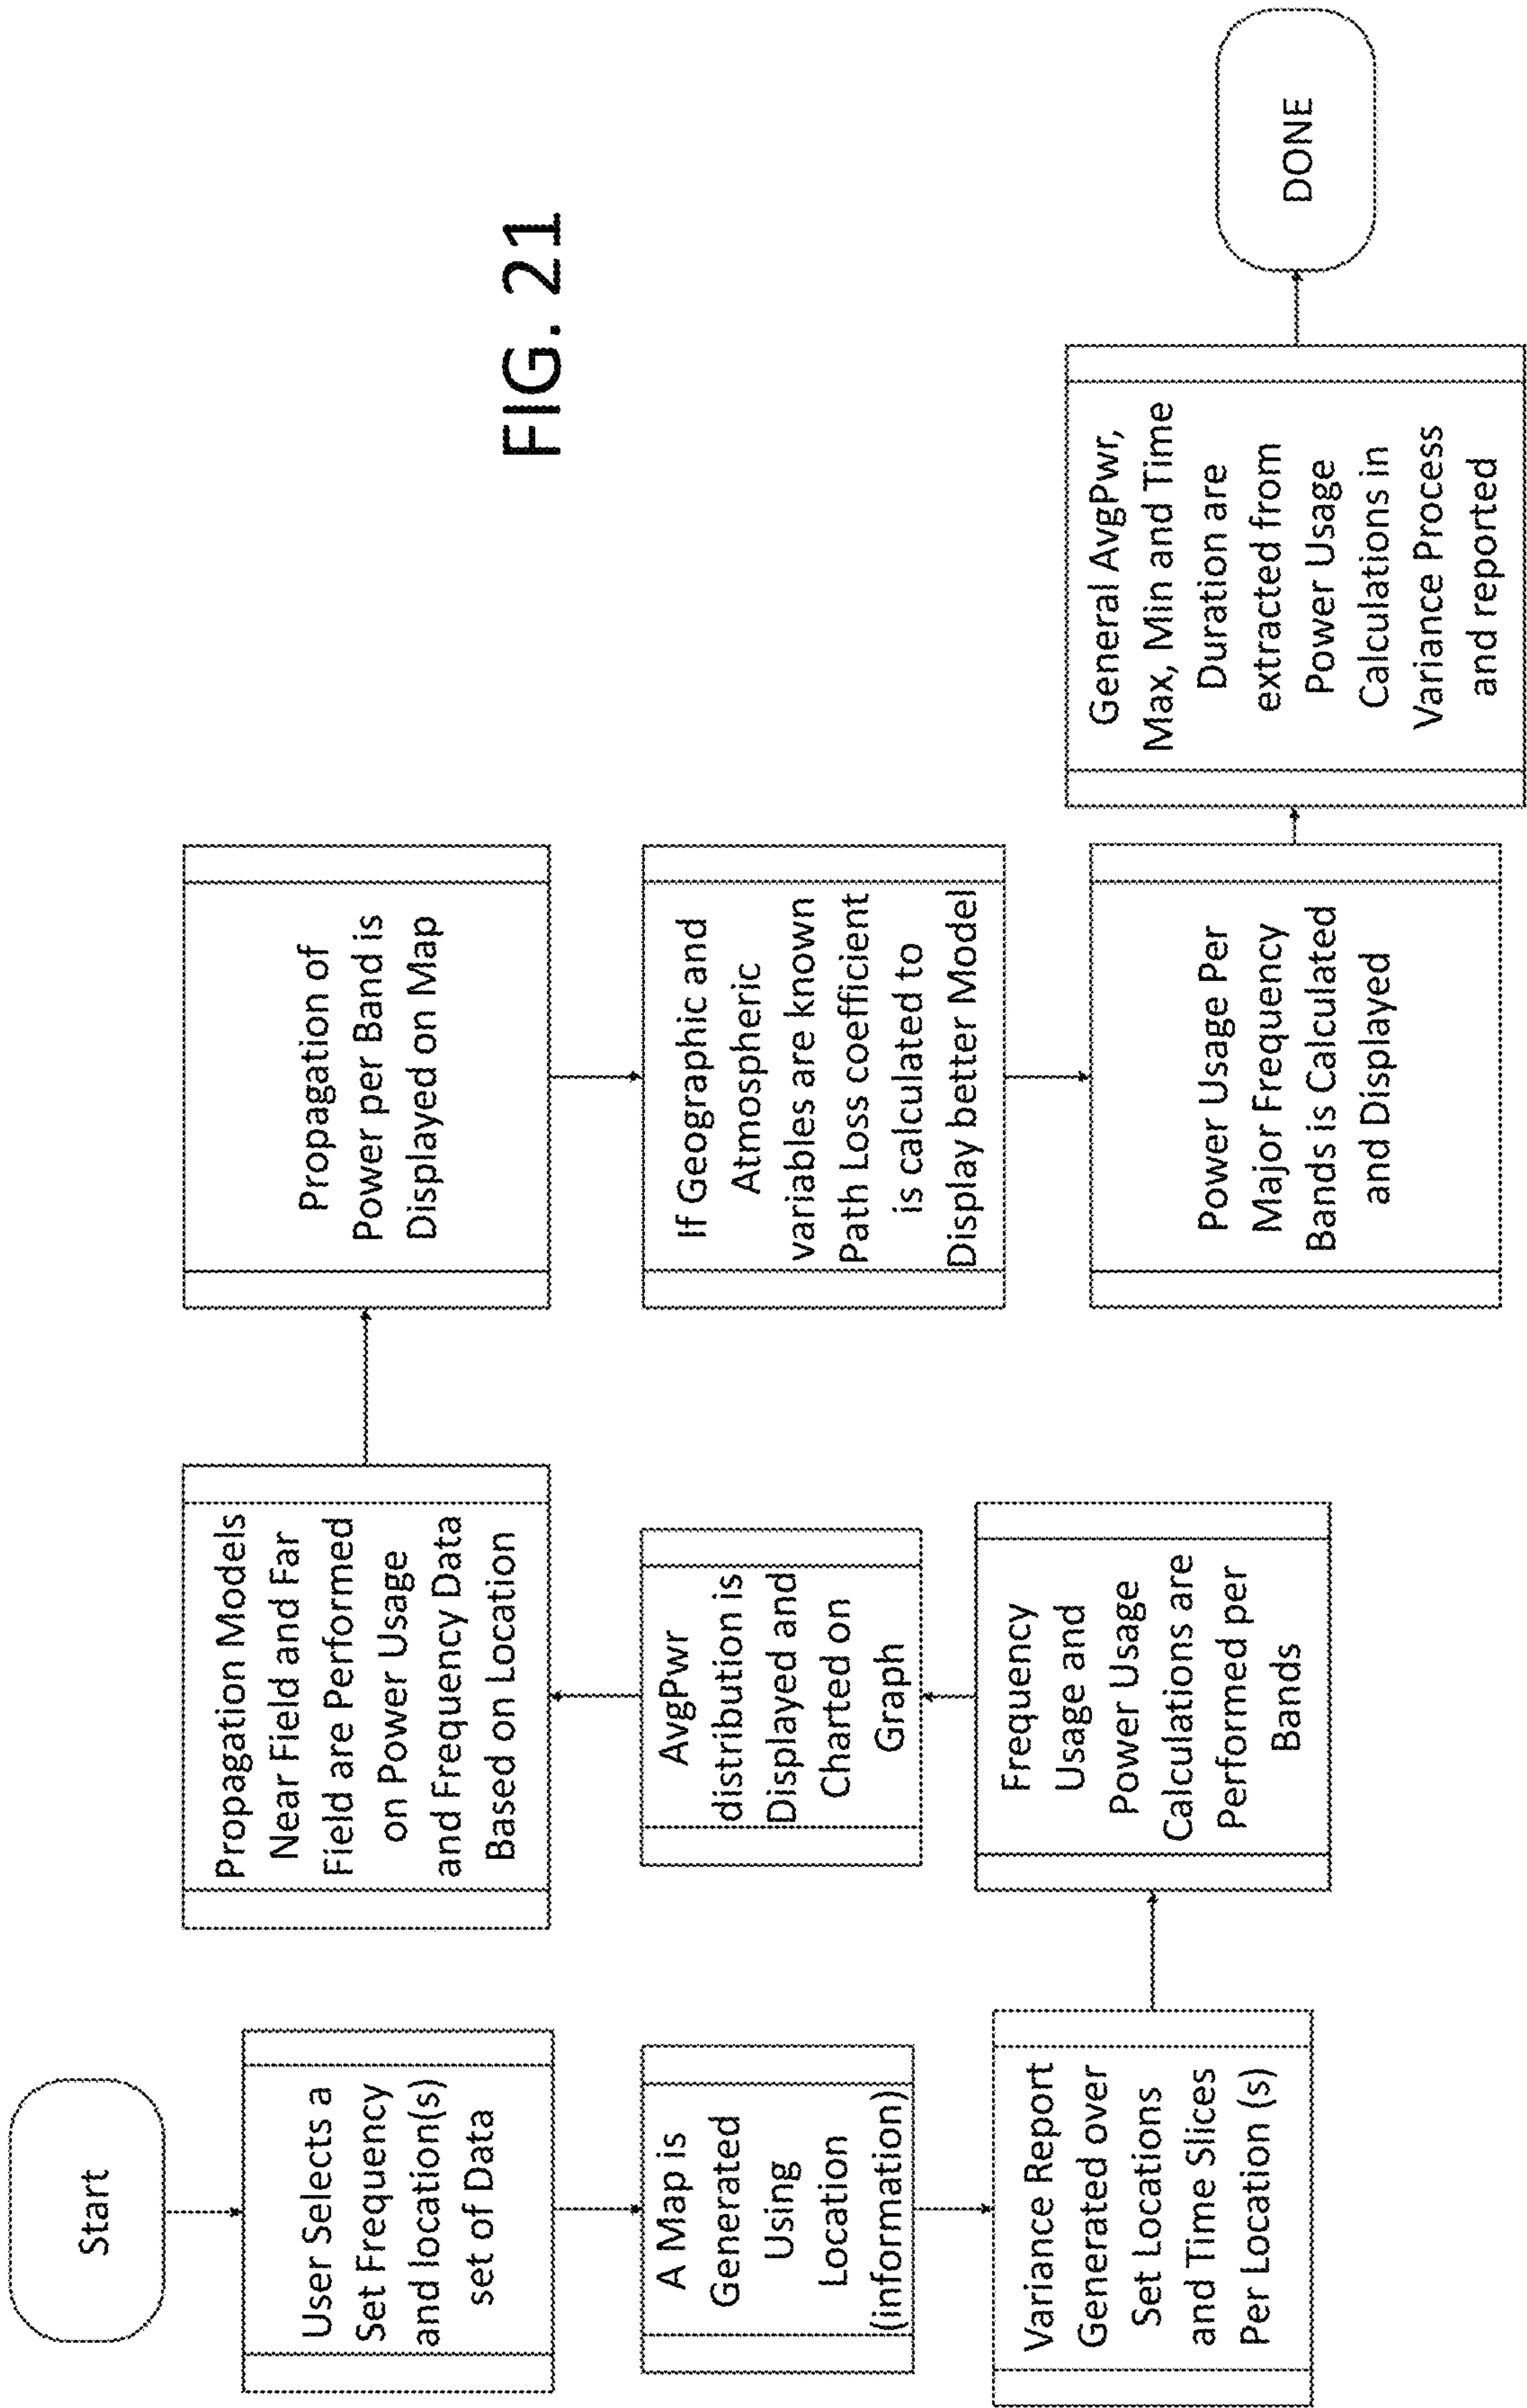 Start
User Selects a
Set Frequency
and location(s)
set of Data
A Map is
Generated
Using
Location
(information)
Variance Report
Generated over
Set Locations
and Time Slices
Per Location (s)
Frequency
Usage and
Power Usage
Calculations are
Performed per
Bands
AvgPwr
distribution is
Displayed and
Charted on
Graph
Propagation Models
Near Field and Far
Field are Performed
on Power Usage
and Frequency Data
Based on Location
Propagation of
Power per Band is
Displayed on Map
If Geographic and
Atmospheric
variables are known
Path Loss coefficient
is calculated to
Display better Model
Power Usage Per
Major Frequency
Bands is Calculated
and Displayed
General AvgPwr,
Max, Min and Time
Duration are
extracted from
Power Usage
Calculations in
Variance Process
and reported
DONE
FIG. 21